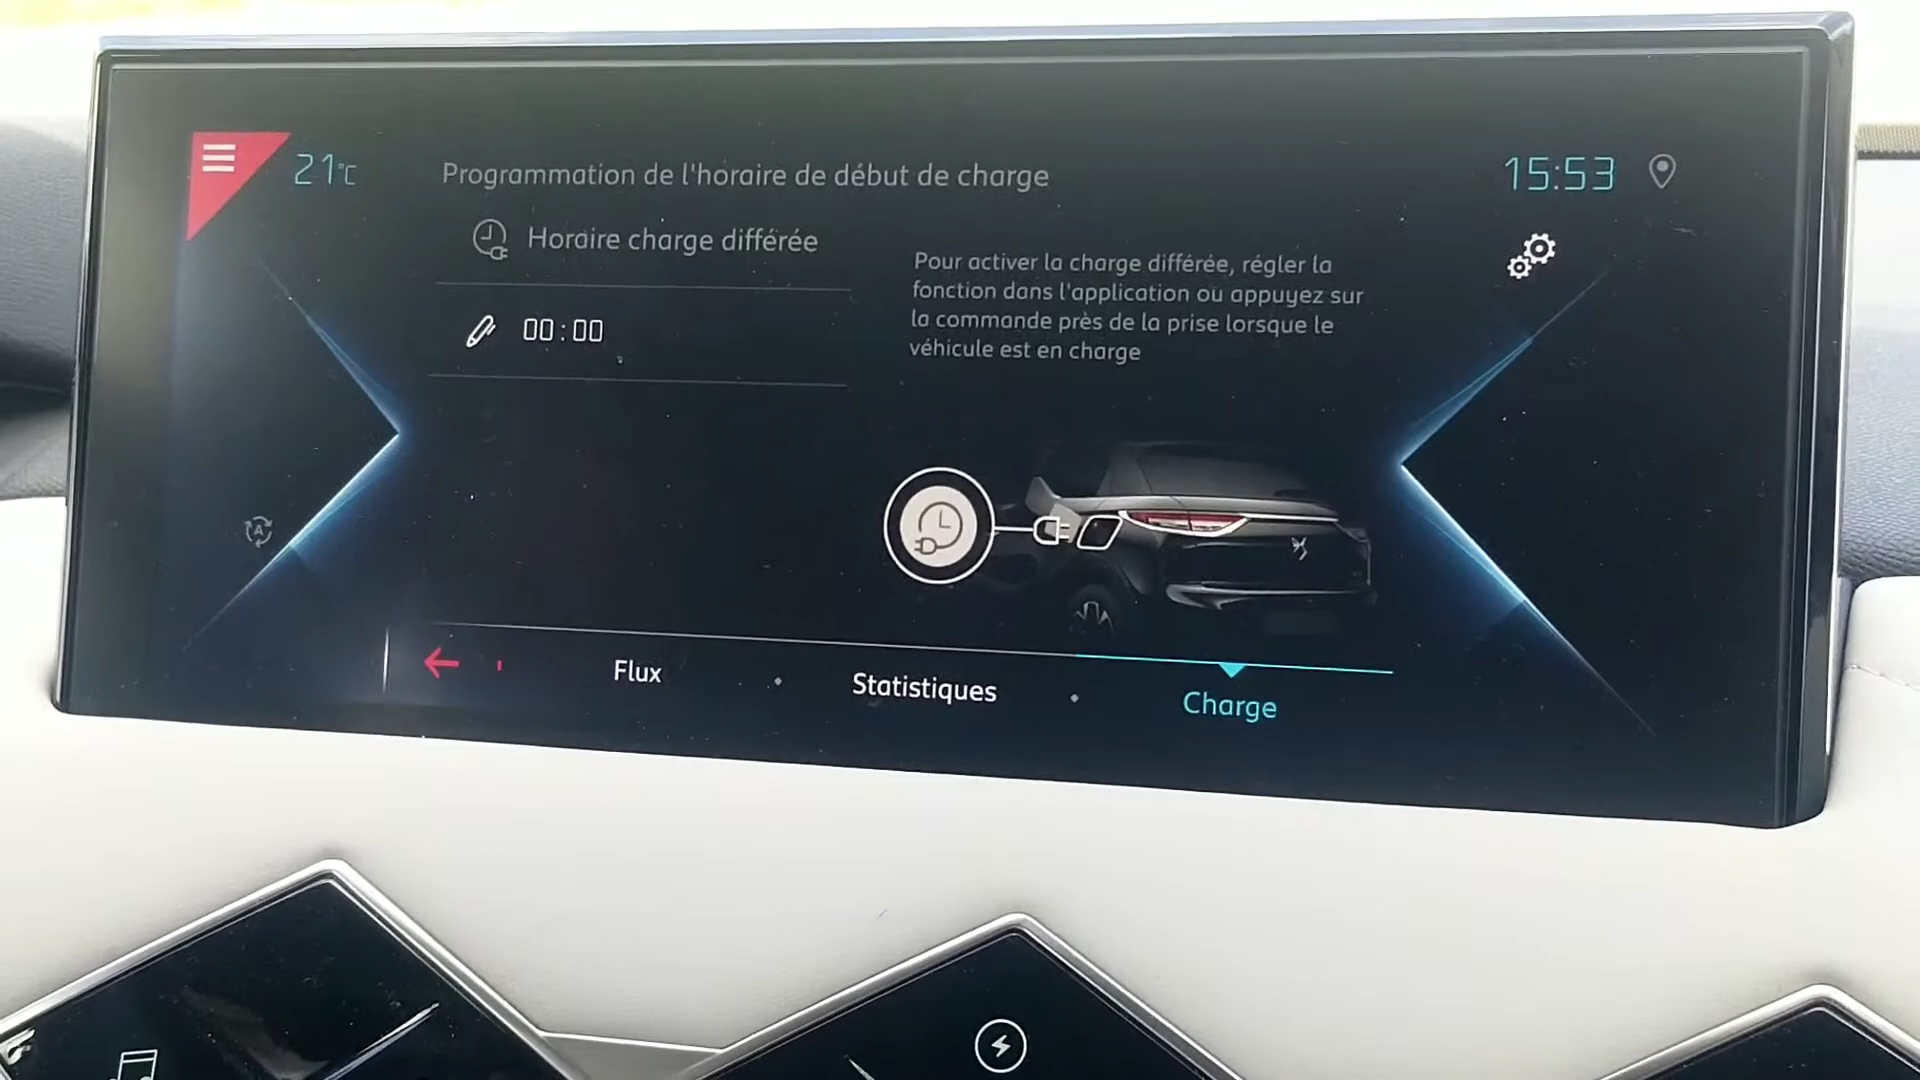 21°C
Programmation de l'horaire de début de charge
15:53
Horaire charge différée
00:00
Pour activer la charge différée, régler la
fonction dans l'application ou appuyez sur
la commande près de la prise lorsque le
véhicule est en charge
A
Flux
Statistiques
Charge